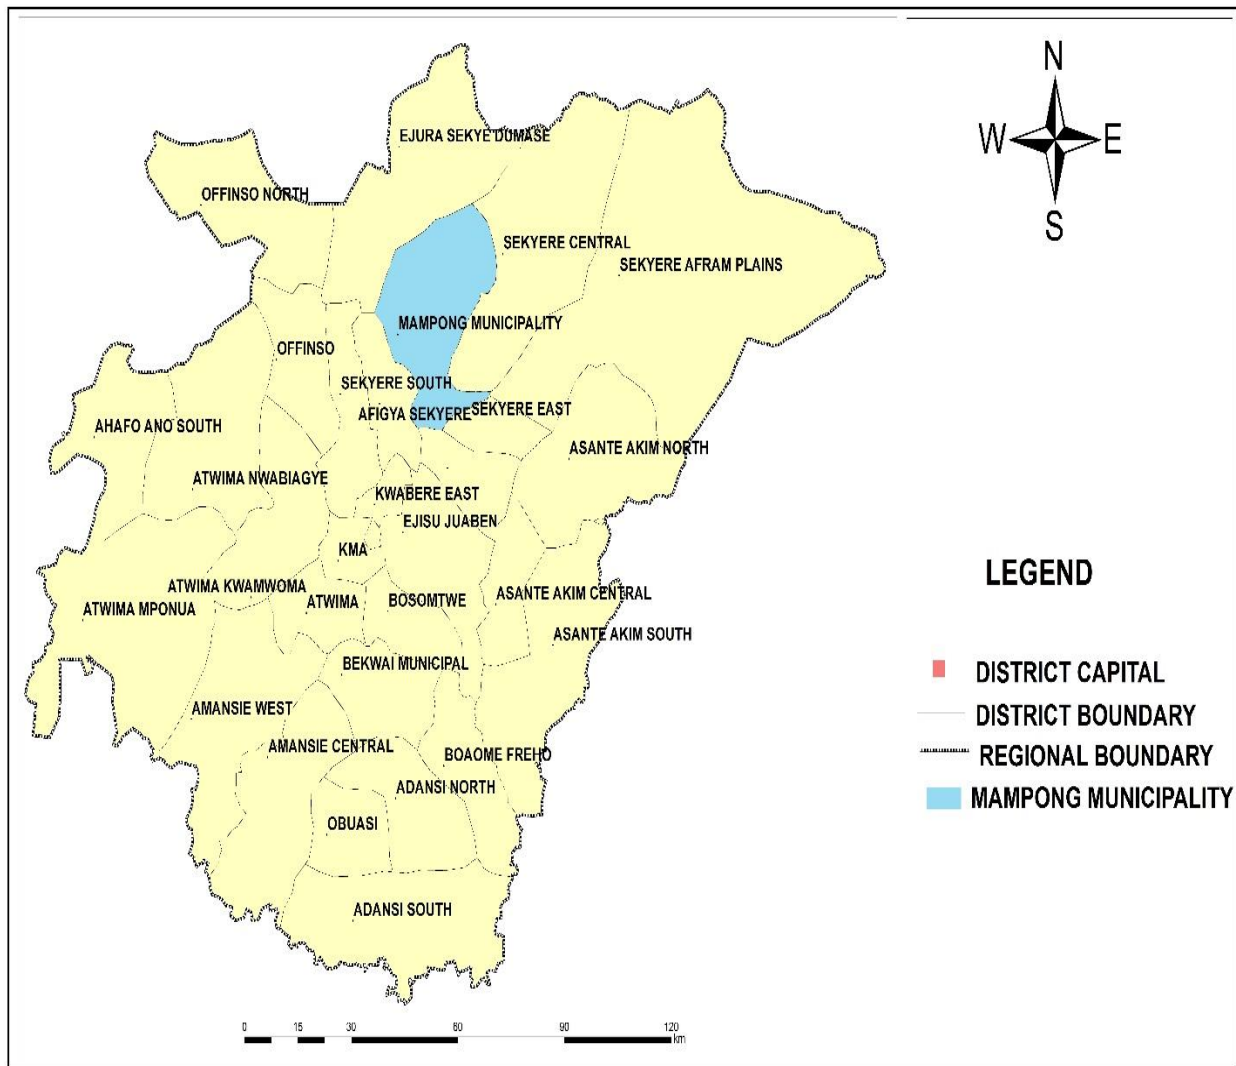 N
W E
S
EJURA SEKYE DUMASE
OFFINSO NORTH
SEKYERE CENTRAL
SEKYERE AFRAM PLAINS
MAMPONG MUNICIPALITY
OFFINSO
SEKYERE SOUTH
AFIGYA SEKYERE
SEKYERE EAST
AHAFO ANO SOUTH
ASANTE AKIM NORTH
ATWIMA NWABIAGYE
KWABERE EAST
EJISU JUABEN
KMA
ATWIMA KWAMWOMA
ATWIMA MPONUA
ATWIMA
BOSOMTWE
ASANTE AKIM CENTRAL
ASANTE AKIM SOUTH
BEKWAI MUNICIPAL
AMANSIE WEST
AMANSIE CENTRAL
BOAOME FREHO
ADANSI NORTH
OBUASI
ADANSI SOUTH
LEGEND
DISTRICT CAPITAL
DISTRICT BOUNDARY
REGIONAL BOUNDARY
MAMPONG MUNICIPALITY
0 15 30 60 90 120
km